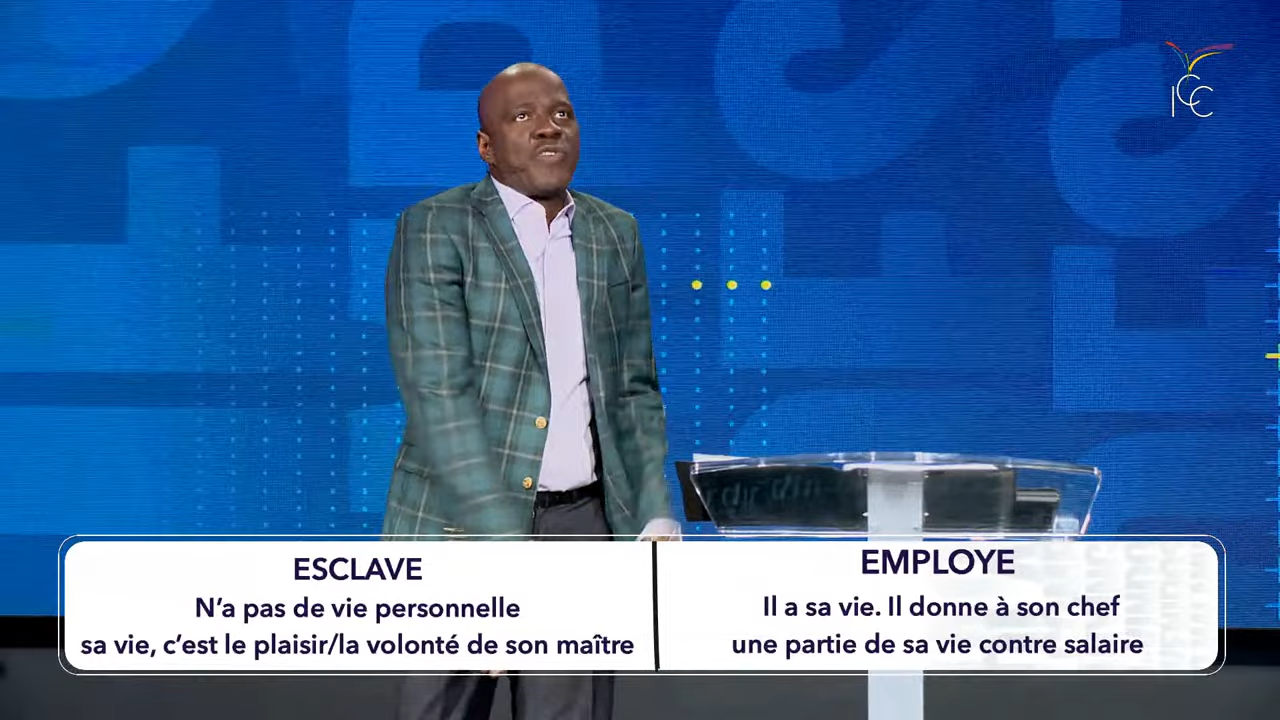 ICC
ESCLAVE
N’a pas de vie personnelle
sa vie, c’est le plaisir/la volonté de son maître
EMPLOYE
Il a sa vie. Il donne à son chef
une partie de sa vie contre salaire